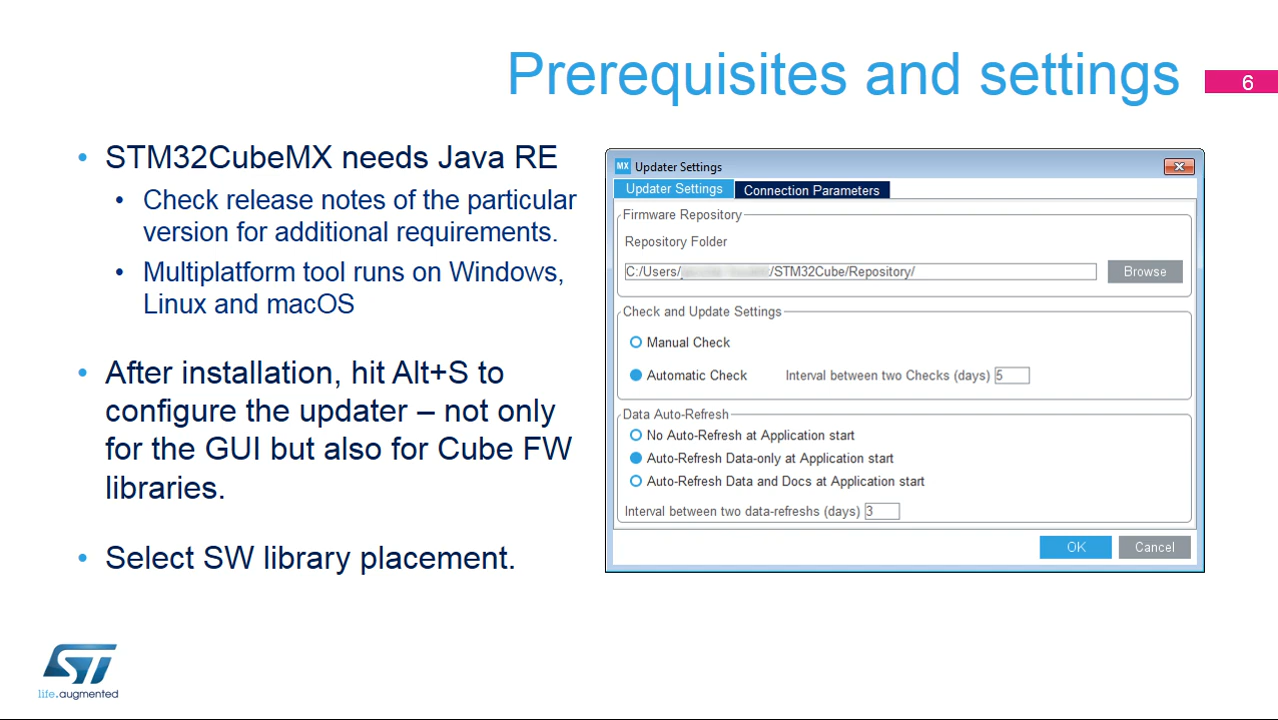 Prerequisites and settings
6
• STM32CubeMX needs Java RE
• Check release notes of the particular
version for additional requirements.
• Multiplatform tool runs on Windows,
Linux and macOS
• After installation, hit Alt+S to
configure the updater – not only
for the GUI but also for Cube FW
libraries.
• Select SW library placement.
MX Updater Settings
Updater Settings Connection Parameters
Firmware Repository
Repository Folder
C:/Users/ /STM32Cube/Repository/ Browse
Check and Update Settings
Manual Check
Automatic Check Interval between two Checks (days) 5
Data Auto-Refresh
No Auto-Refresh at Application start
Auto-Refresh Data-only at Application start
Auto-Refresh Data and Docs at Application start
Interval between two data-refreshs (days) 3
OK Cancel
ST
life.augmented